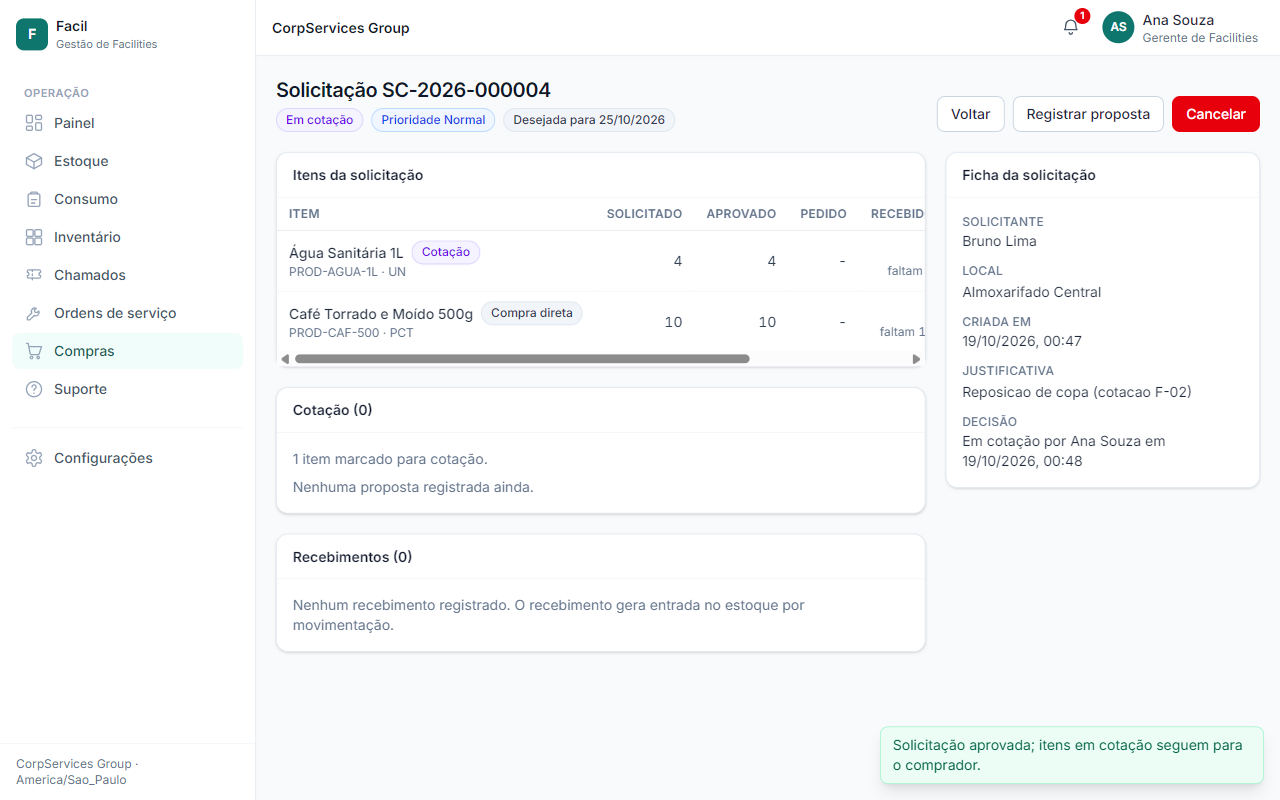 F
Facil
Gestão de Facilities
OPERAÇÃO
Painel
Estoque
Consumo
Inventário
Chamados
Ordens de serviço
Compras
Suporte
Configurações
CorpServices Group ·
America/Sao_Paulo
CorpServices Group
1
AS
Ana Souza
Gerente de Facilities
Solicitação SC-2026-000004
Em cotação
Prioridade Normal
Desejada para 25/10/2026
Voltar
Registrar proposta
Cancelar
Itens da solicitação
ITEM SOLICITADO APROVADO PEDIDO RECEBID
Água Sanitária 1L Cotação
PROD-AGUA-1L · UN
4 4 -
faltam
Café Torrado e Moído 500g Compra direta
PROD-CAF-500 · PCT
10 10 -
faltam 1
Cotação (0)
1 item marcado para cotação.
Nenhuma proposta registrada ainda.
Recebimentos (0)
Nenhum recebimento registrado. O recebimento gera entrada no estoque por
movimentação.
Ficha da solicitação
SOLICITANTE
Bruno Lima
LOCAL
Almoxarifado Central
CRIADA EM
19/10/2026, 00:47
JUSTIFICATIVA
Reposicao de copa (cotacao F-02)
DECISÃO
Em cotação por Ana Souza em
19/10/2026, 00:48
Solicitação aprovada; itens em cotação seguem para
o comprador.